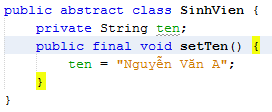 public abstract class SinhVien {
    private String ten;
    public final void setTen() {
        ten = "Nguyễn Văn A";
    }
}